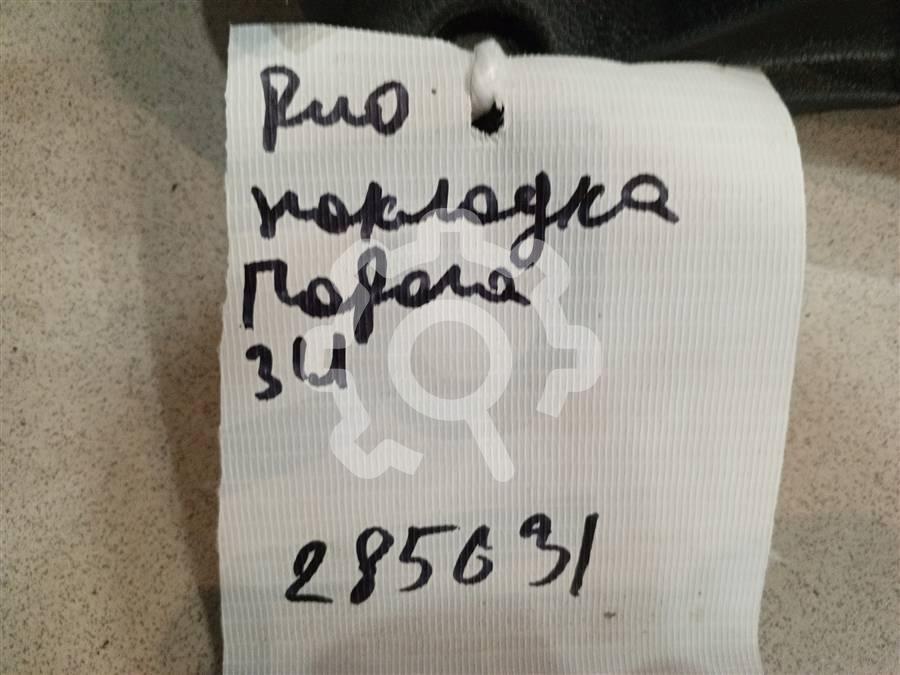 Рио
накладка
Порога
ЗЛ
285631